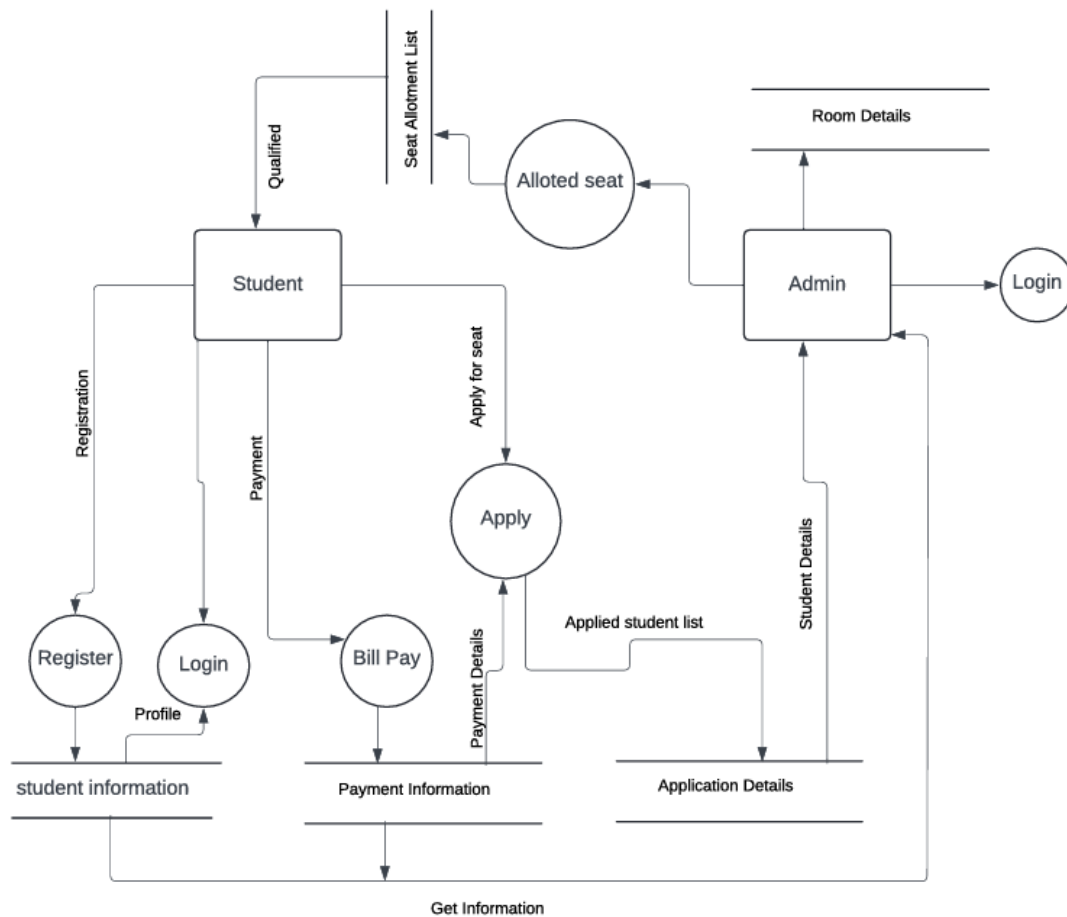 Seat Allotment List
Room Details
Qualified
Alloted seat
Student
Admin
Login
Registration
Payment
Apply for seat
Apply
Student Details
Applied student list
Register
Login
Bill Pay
Payment Details
Profile
student information
Payment Information
Application Details
Get Information